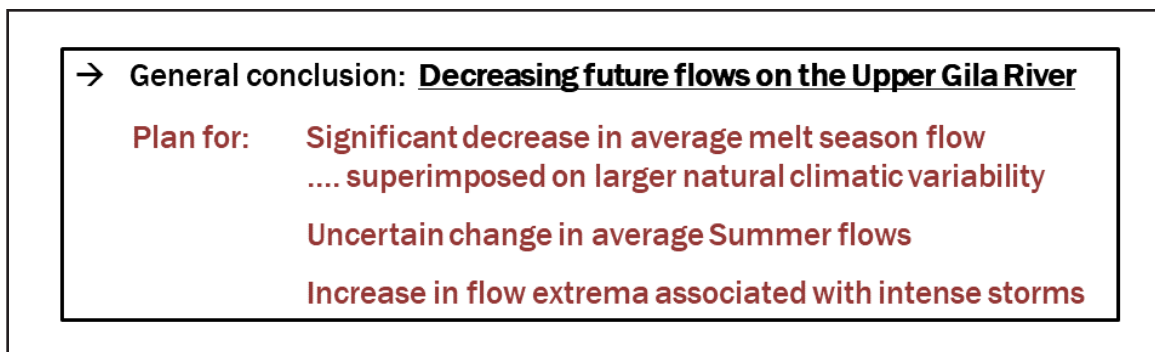 → General conclusion: Decreasing future flows on the Upper Gila River
Plan for: Significant decrease in average melt season flow
.... superimposed on larger natural climatic variability
Uncertain change in average Summer flows
Increase in flow extrema associated with intense storms